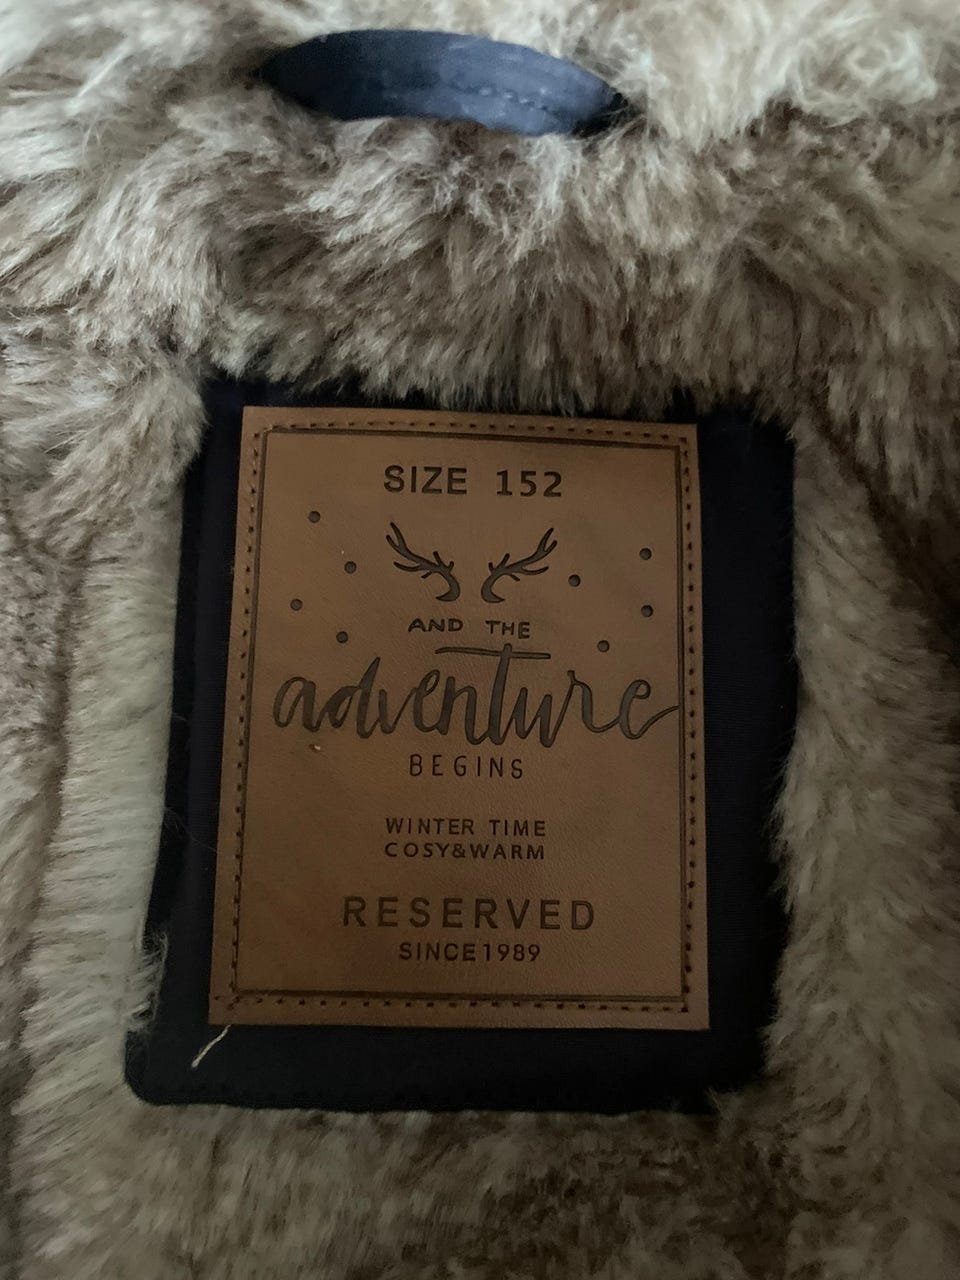 SIZE 152
AND THE
adventure
BEGINS
WINTER TIME
COSY&WARM
RESERVED
SINCE1989